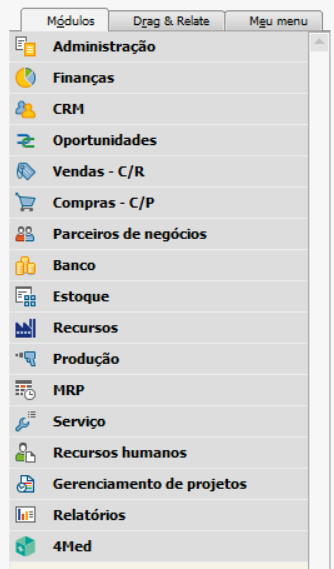 Módulos Drag & Relate Meu menu
Administração
Finanças
CRM
Oportunidades
Vendas - C/R
Compras - C/P
Parceiros de negócios
Banco
Estoque
Recursos
Produção
MRP
Serviço
Recursos humanos
Gerenciamento de projetos
Relatórios
4Med